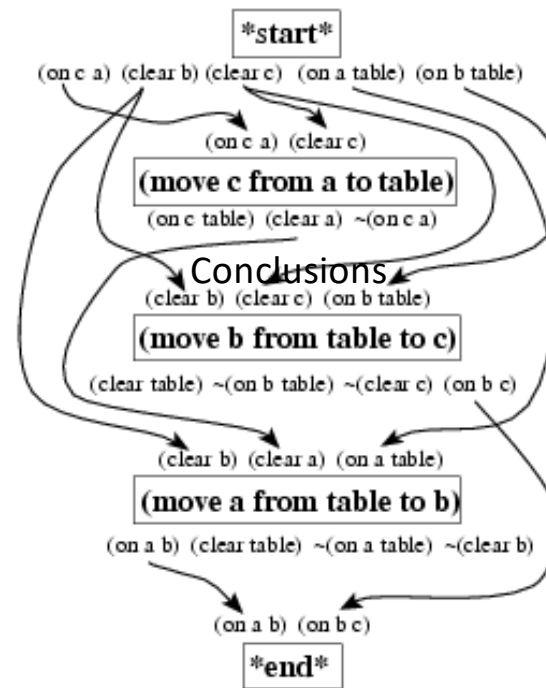 *start*
(on c a) (clear b) (clear c) (on a table) (on b table)
(on c a) (clear c)
(move c from a to table)
(on c table) (clear a) ~(on c a)
Conclusions
(clear b) (clear c) (on b table)
(move b from table to c)
(clear table) ~(on b table) ~(clear c) (on b c)
(clear b) (clear a) (on a table)
(move a from table to b)
(on a b) (clear table) ~(on a table) ~(clear b)
(on a b) (on b c)
*end*